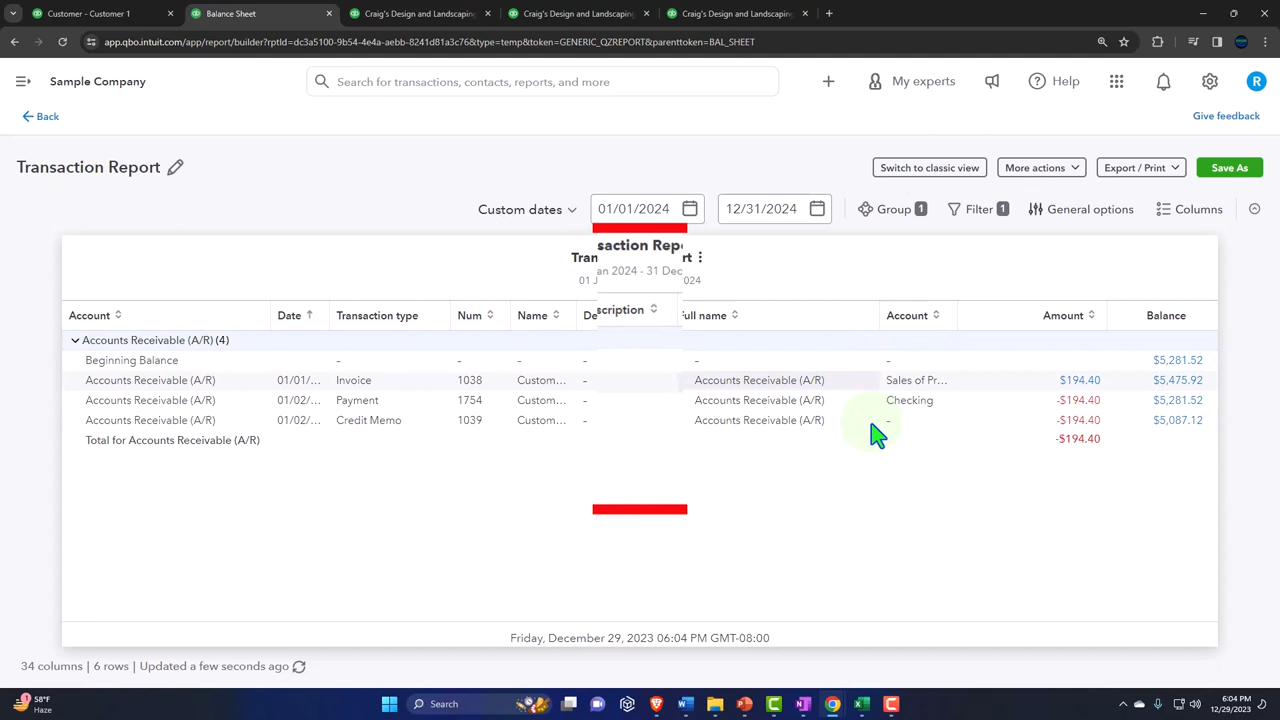 Customer - Customer 1
Balance Sheet
Craig's Design and Landscaping
Craig's Design and Landscaping
Craig's Design and Landscaping
app.qbo.intuit.com/app/report/builder?rptId=dc3a5100-9b54-4e4a-abeb-8241d81a3c76&type=temp&token=GENERIC_QZREPORT&parenttoken=BAL_SHEET
Sample Company
Search for transactions, contacts, reports, and more
My experts
Help
R
Back
Give feedback
Transaction Report
Switch to classic view
More actions
Export / Print
Save As
Custom dates
01/01/2024
12/31/2024
Group 1
Filter 1
General options
Columns
saction Rep
Tran
rt
an 2024 - 31 Dec
01 J
024
Account Date Transaction type Num Name De scription Full name Account Amount Balance
Accounts Receivable (A/R) (4)
Beginning Balance – – – – – – $5,281.52
Accounts Receivable (A/R) 01/01/... Invoice 1038 Custom... – Accounts Receivable (A/R) Sales of Pr... $194.40 $5,475.92
Accounts Receivable (A/R) 01/02/... Payment 1754 Custom... – Accounts Receivable (A/R) Checking -$194.40 $5,281.52
Accounts Receivable (A/R) 01/02/... Credit Memo 1039 Custom... – Accounts Receivable (A/R) – -$194.40 $5,087.12
Total for Accounts Receivable (A/R) -$194.40
Friday, December 29, 2023 06:04 PM GMT-08:00
34 columns | 6 rows | Updated a few seconds ago
58°F
Haze
Search
6:04 PM
12/29/2023